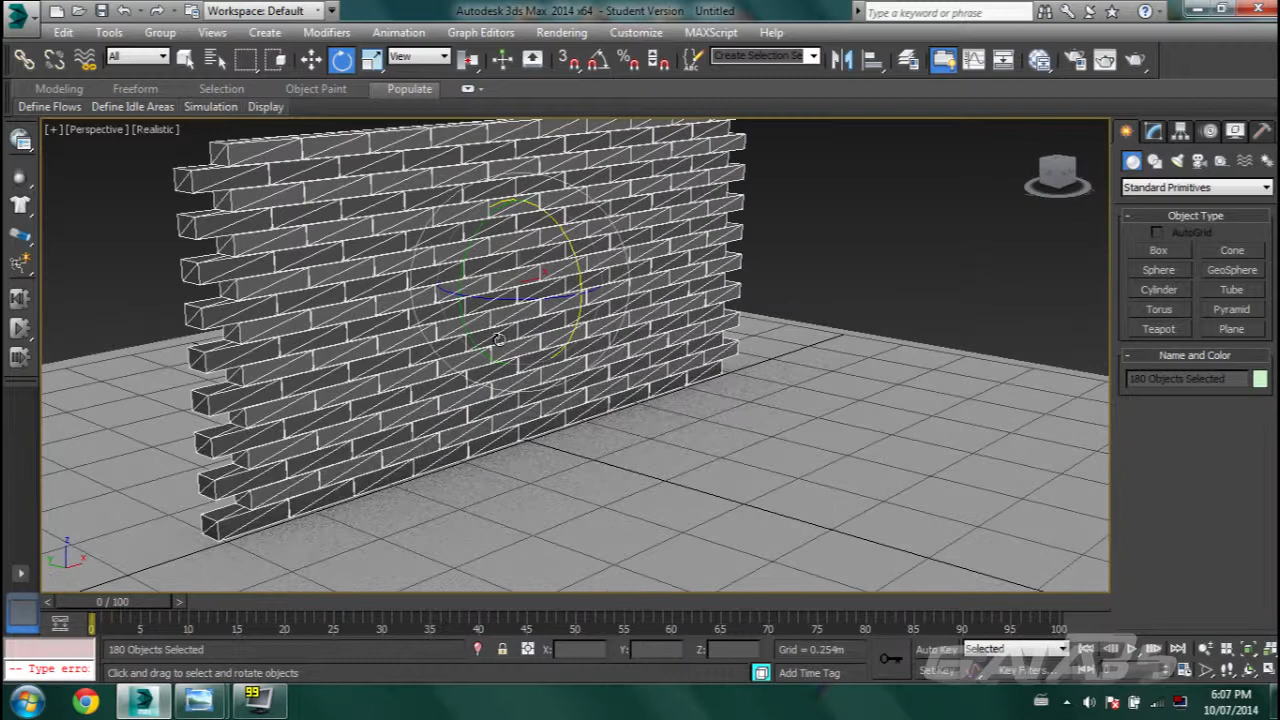 Workspace: Default
Autodesk 3ds Max 2014 x64 - Student Version Untitled
Type a keyword or phrase
Edit Tools Group Views Create Modifiers Animation Graph Editors Rendering Customize MAXScript Help
All
View
Create Selection Se
Modeling Freeform Selection Object Paint Populate
Define Flows Define Idle Areas Simulation Display
[+] [Perspective] [Realistic]
Standard Primitives
Object Type
AutoGrid
Box Cone
Sphere GeoSphere
Cylinder Tube
Torus Pyramid
Teapot Plane
Name and Color
180 Objects Selected
z
y x
< 0 / 100 >
0 5 10 15 20 25 30 35 40 45 50 55 60 65 70 75 80 85 90 95 100
180 Objects Selected X: Y: Z: Grid = 0.254m Auto Key Selected
-- Type erro: Click and drag to select and rotate objects Add Time Tag Set Key Key Filters...
99
6:07 PM
10/07/2014